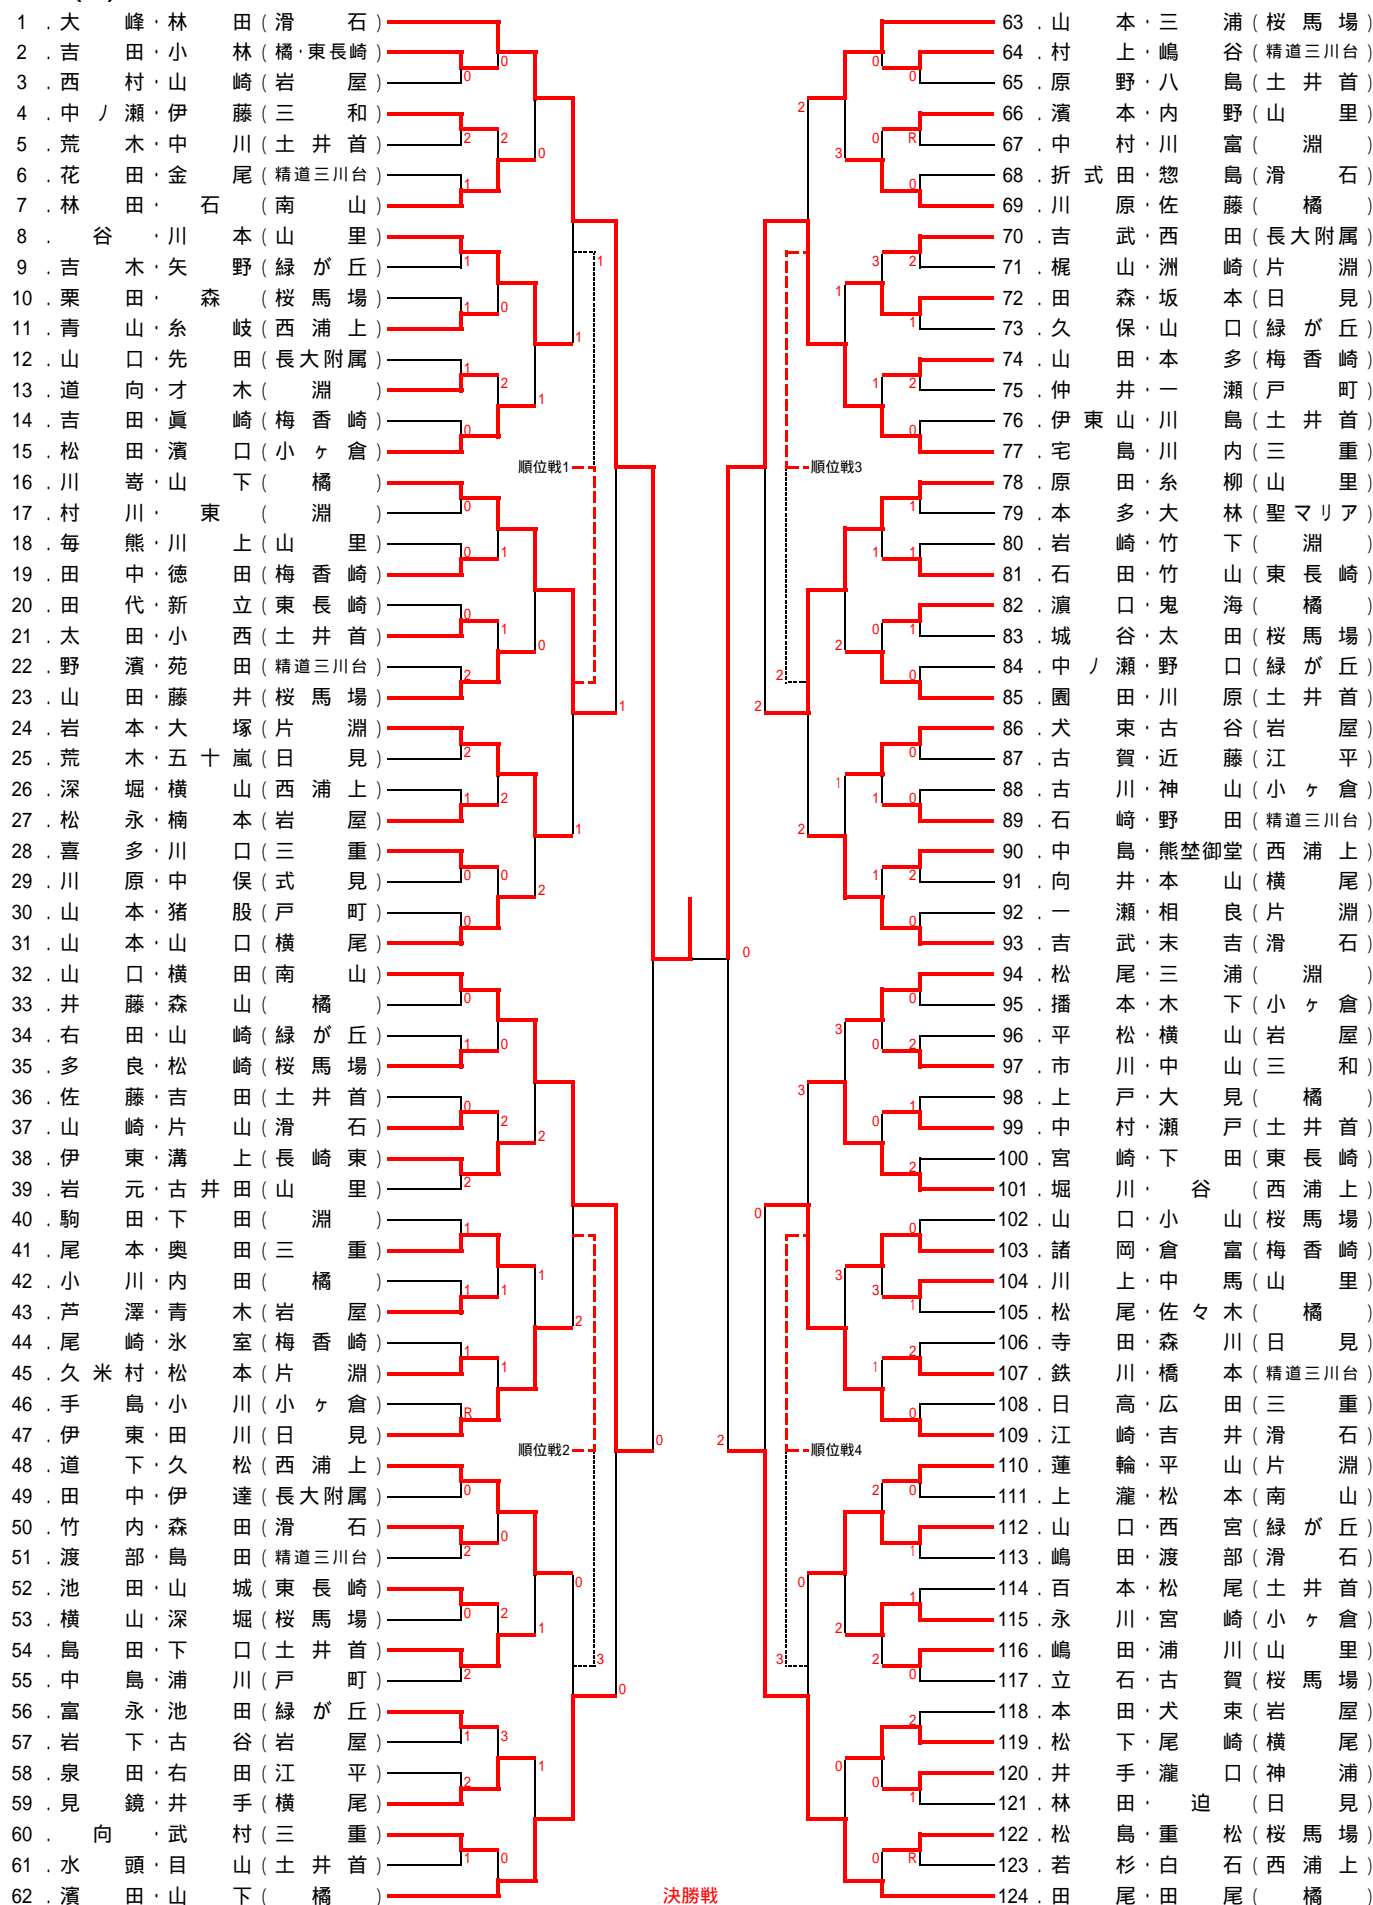 1 . 大峰・林田 (滑石)
2 . 吉田・小林 (橘・東長崎)
3 . 西村・山崎 (岩屋)
4 . 中ノ瀬・伊藤 (三和)
5 . 荒木・中川 (土井首)
6 . 花田・金尾 (精道三川台)
7 . 林田・石 (南山)
8 . 谷・川本 (山里)
9 . 吉木・矢野 (緑が丘)
10 . 栗田・森 (桜馬場)
11 . 青山・糸岐 (西浦上)
12 . 山口・先田 (長大附属)
13 . 道向・才木 (淵)
14 . 吉田・眞崎 (梅香崎)
15 . 松田・濱口 (小ヶ倉)
16 . 川嵜・山下 (橘)
17 . 村川・東 (淵)
18 . 毎熊・川上 (山里)
19 . 田中・徳田 (梅香崎)
20 . 田代・新立 (東長崎)
21 . 太田・小西 (土井首)
22 . 野濱・苑田 (精道三川台)
23 . 山田・藤井 (桜馬場)
24 . 岩本・大塚 (片淵)
25 . 荒木・五十嵐 (日見)
26 . 深堀・横山 (西浦上)
27 . 松永・楠本 (岩屋)
28 . 喜多・川口 (三重)
29 . 川原・中俣 (式見)
30 . 山本・猪股 (戸町)
31 . 山本・山口 (横尾)
32 . 山口・横田 (南山)
33 . 井藤・森山 (橘)
34 . 右田・山崎 (緑が丘)
35 . 多良・松崎 (桜馬場)
36 . 佐藤・吉田 (土井首)
37 . 山崎・片山 (滑石)
38 . 伊東・溝上 (長崎東)
39 . 岩元・古井田 (山里)
40 . 駒田・下田 (淵)
41 . 尾本・奥田 (三重)
42 . 小川・内田 (橘)
43 . 芦澤・青木 (岩屋)
44 . 尾崎・氷室 (梅香崎)
45 . 久米村・松本 (片淵)
46 . 手島・小川 (小ヶ倉)
47 . 伊東・田川 (日見)
48 . 道下・久松 (西浦上)
49 . 田中・伊達 (長大附属)
50 . 竹内・森田 (滑石)
51 . 渡部・島田 (精道三川台)
52 . 池田・山城 (東長崎)
53 . 横山・深堀 (桜馬場)
54 . 島田・下口 (土井首)
55 . 中島・浦川 (戸町)
56 . 富永・池田 (緑が丘)
57 . 岩下・古谷 (岩屋)
58 . 泉田・右田 (江平)
59 . 見鏡・井手 (横尾)
60 . 向・武村 (三重)
61 . 水頭・目山 (土井首)
62 . 濱田・山下 (橘)
順位戦1
順位戦2
決勝戦
順位戦3
順位戦4
63 . 山本・三浦 (桜馬場)
64 . 村上・嶋谷 (精道三川台)
65 . 原野・八島 (土井首)
66 . 濱本・内野 (山里)
67 . 中村・川富 (淵)
68 . 折式田・惣島 (滑石)
69 . 川原・佐藤 (橘)
70 . 吉武・西田 (長大附属)
71 . 梶山・洲崎 (片淵)
72 . 田森・坂本 (日見)
73 . 久保・山口 (緑が丘)
74 . 山田・本多 (梅香崎)
75 . 仲井・一瀬 (戸町)
76 . 伊東山・川島 (土井首)
77 . 宅島・川内 (三重)
78 . 原田・糸柳 (山里)
79 . 本多・大林 (聖マリア)
80 . 岩崎・竹下 (淵)
81 . 石田・竹山 (東長崎)
82 . 濵口・鬼海 (橘)
83 . 城谷・太田 (桜馬場)
84 . 中ノ瀬・野口 (緑が丘)
85 . 園田・川原 (土井首)
86 . 犬束・古谷 (岩屋)
87 . 古賀・近藤 (江平)
88 . 古川・神山 (小ヶ倉)
89 . 石﨑・野田 (精道三川台)
90 . 中島・熊埜御堂 (西浦上)
91 . 向井・本山 (横尾)
92 . 一瀬・相良 (片淵)
93 . 吉武・末吉 (滑石)
94 . 松尾・三浦 (淵)
95 . 播本・木下 (小ヶ倉)
96 . 平松・横山 (岩屋)
97 . 市川・中山 (三和)
98 . 上戸・大見 (橘)
99 . 中村・瀬戸 (土井首)
100 . 宮崎・下田 (東長崎)
101 . 堀川・谷 (西浦上)
102 . 山口・小山 (桜馬場)
103 . 諸岡・倉富 (梅香崎)
104 . 川上・中馬 (山里)
105 . 松尾・佐々木 (橘)
106 . 寺田・森川 (日見)
107 . 鉄川・橋本 (精道三川台)
108 . 日高・広田 (三重)
109 . 江崎・吉井 (滑石)
110 . 蓮輪・平山 (片淵)
111 . 上瀧・松本 (南山)
112 . 山口・西宮 (緑が丘)
113 . 嶋田・渡部 (滑石)
114 . 百本・松尾 (土井首)
115 . 永川・宮崎 (小ヶ倉)
116 . 嶋田・浦川 (山里)
117 . 立石・古賀 (桜馬場)
118 . 本田・犬束 (岩屋)
119 . 松下・尾崎 (横尾)
120 . 井手・瀧口 (神浦)
121 . 林田・迫 (日見)
122 . 松島・重松 (桜馬場)
123 . 若杉・白石 (西浦上)
124 . 田尾・田尾 (橘)